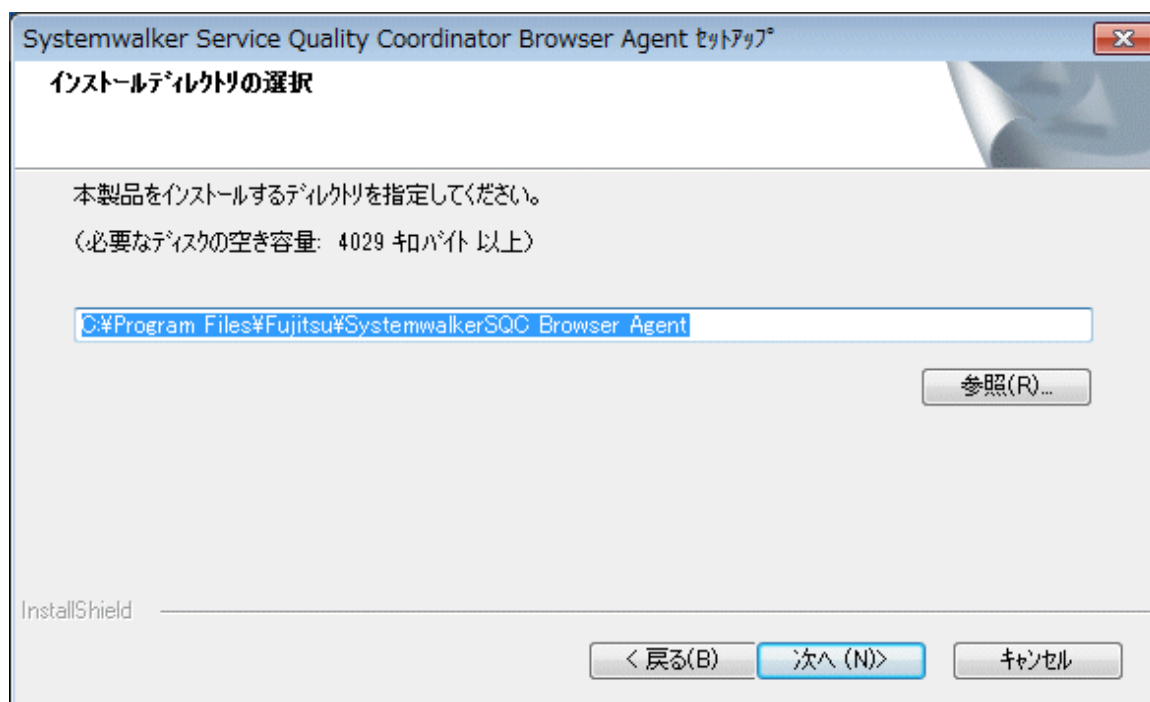 Systemwalker Service Quality Coordinator Browser Agent ｾｯﾄｱｯﾌﾟ
ｲﾝｽﾄｰﾙﾃﾞｨﾚｸﾄﾘの選択
本製品をｲﾝｽﾄｰﾙするﾃﾞｨﾚｸﾄﾘを指定してください。
（必要なﾃﾞｨｽｸの空き容量: 4029 ｷﾛﾊﾞｲﾄ 以上）
C:¥Program Files¥Fujitsu¥SystemwalkerSQC Browser Agent
参照(R)...
InstallShield
< 戻る(B)
次へ (N)>
ｷｬﾝｾﾙ